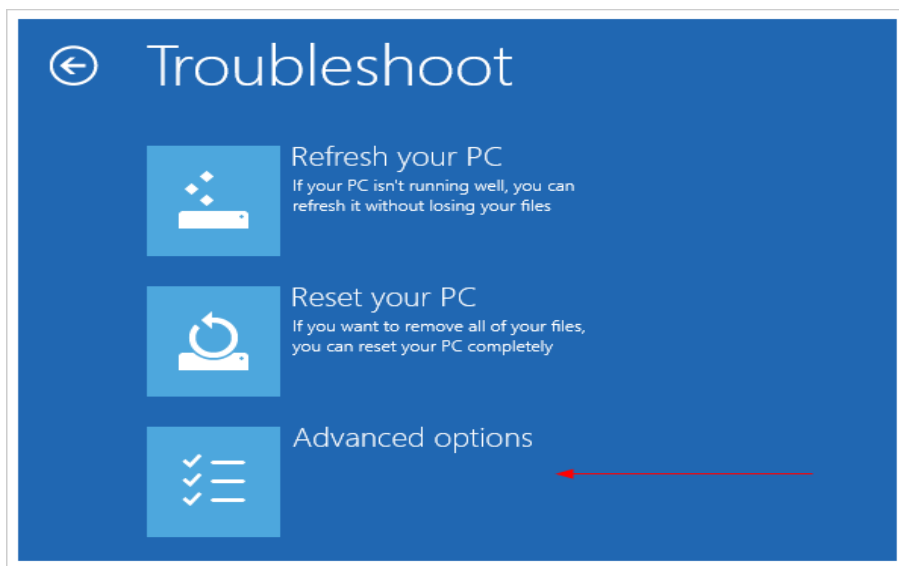 Troubleshoot
Refresh your PC
If your PC isn't running well, you can
refresh it without losing your files
Reset your PC
If you want to remove all of your files,
you can reset your PC completely
Advanced options